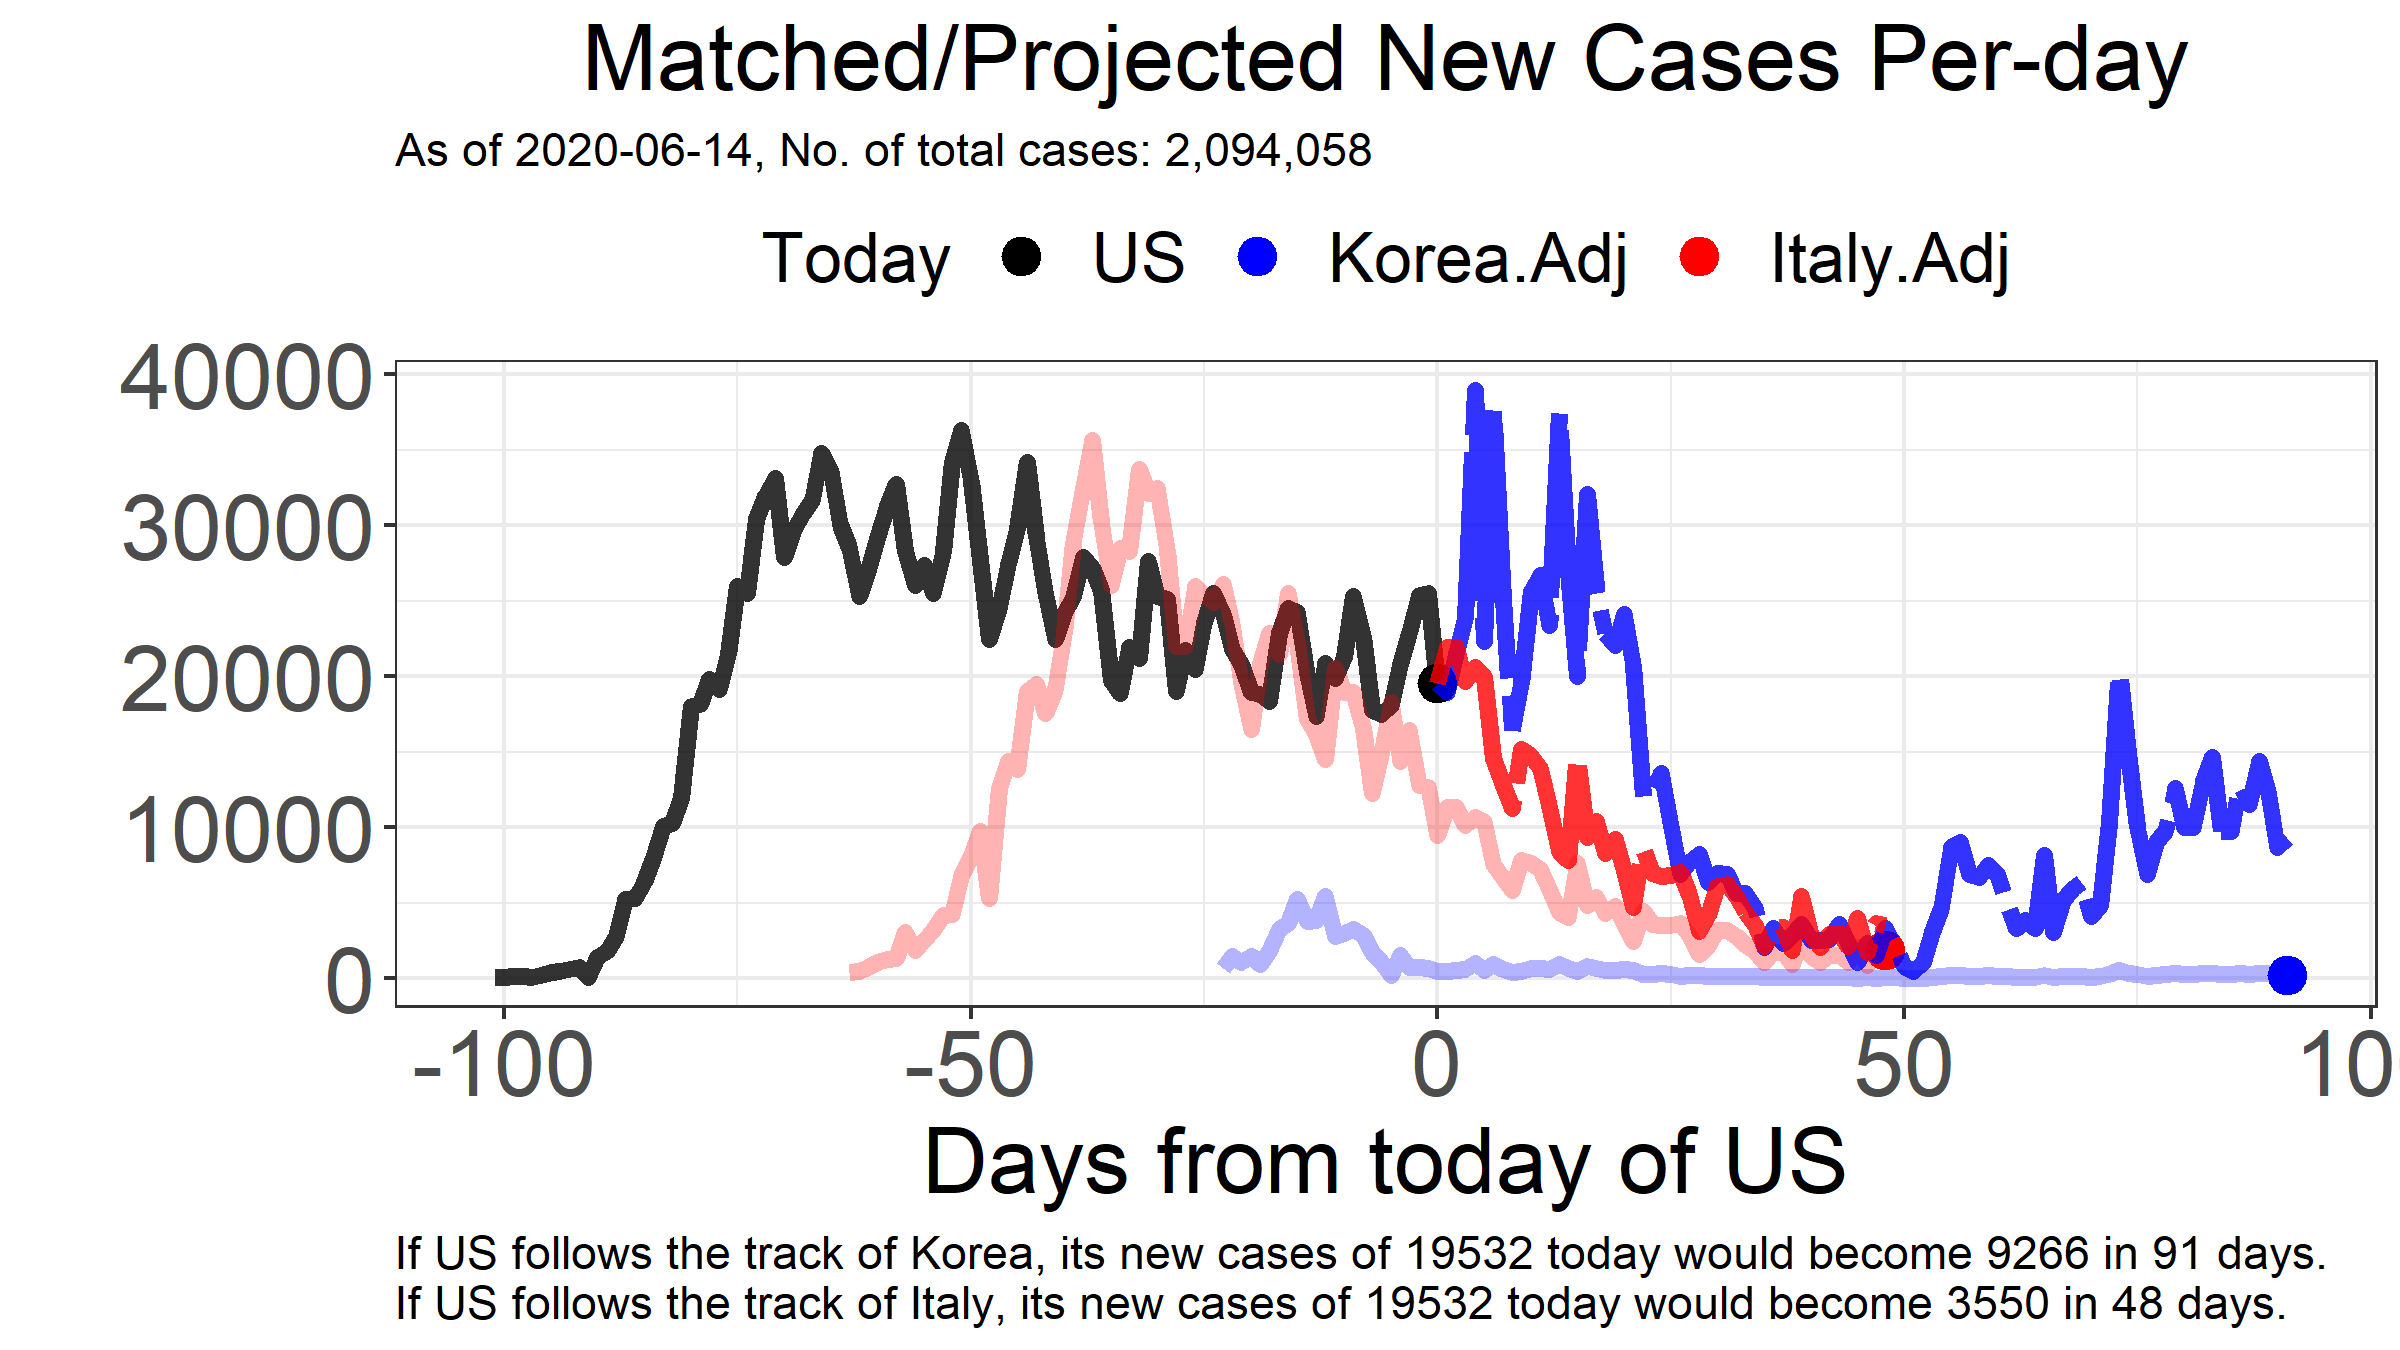 Matched/Projected New Cases Per-day
As of 2020-06-14, No. of total cases: 2,094,058
Today US Korea.Adj Italy.Adj
40000
30000
20000
10000
0
-100 -50 0 50 10
Days from today of US
If US follows the track of Korea, its new cases of 19532 today would become 9266 in 91 days.
If US follows the track of Italy, its new cases of 19532 today would become 3550 in 48 days.